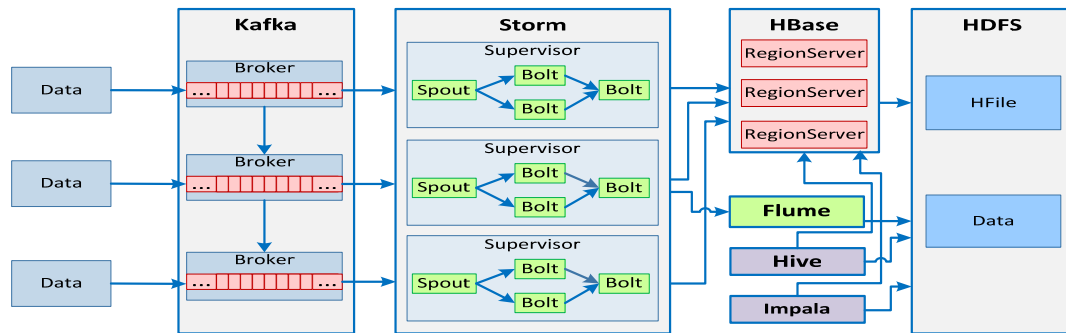 Kafka
Storm
HBase
HDFS
Data
Data
Data
Broker
... ...
Broker
... ...
Broker
... ...
Supervisor
Spout
Bolt
Bolt
Bolt
Supervisor
Spout
Bolt
Bolt
Bolt
Supervisor
Spout
Bolt
Bolt
Bolt
RegionServer
RegionServer
RegionServer
Flume
Hive
Impala
HFile
Data